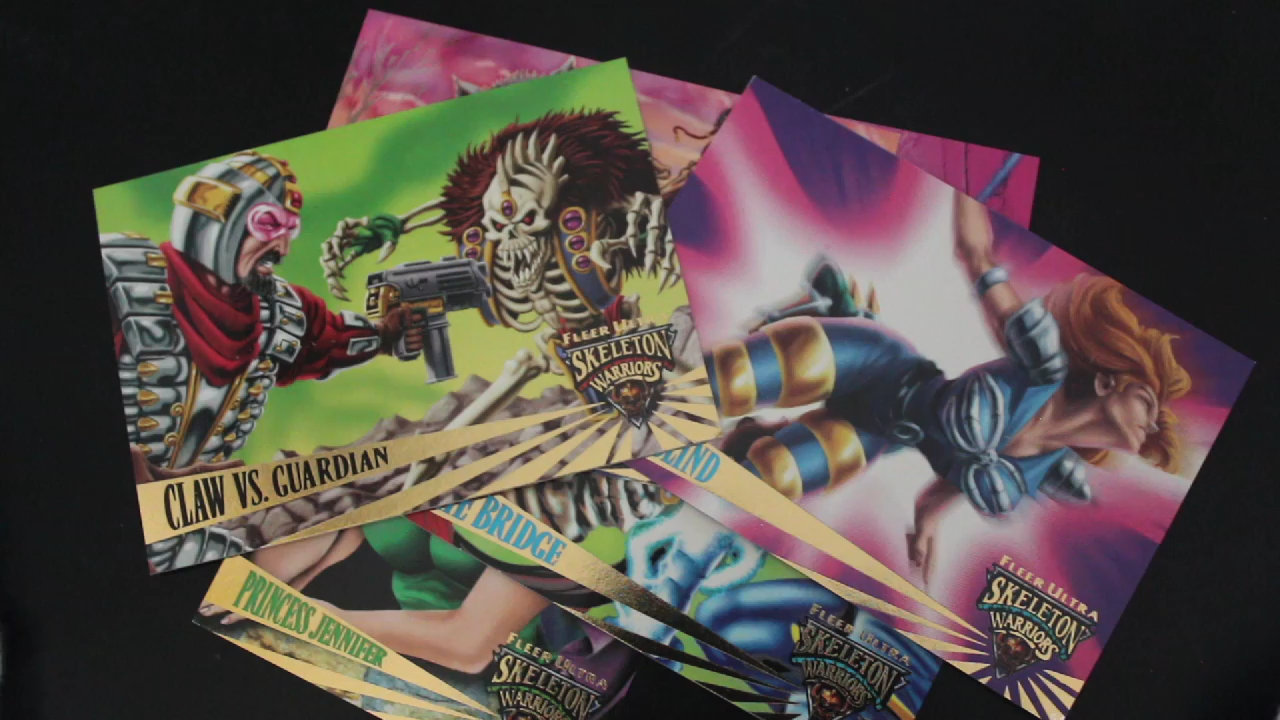 FLEER ULT
SKELETON
WARRIORS
CLAW VS. GUARDIAN
BRIDGE
PRINCESS JENNIFER
FLEER ULTRA
SKELETON
WARRIORS
FLEER ULTRA
SKELETON
WARRIORS
FLEER ULTRA
SKELETON
WARRIORS